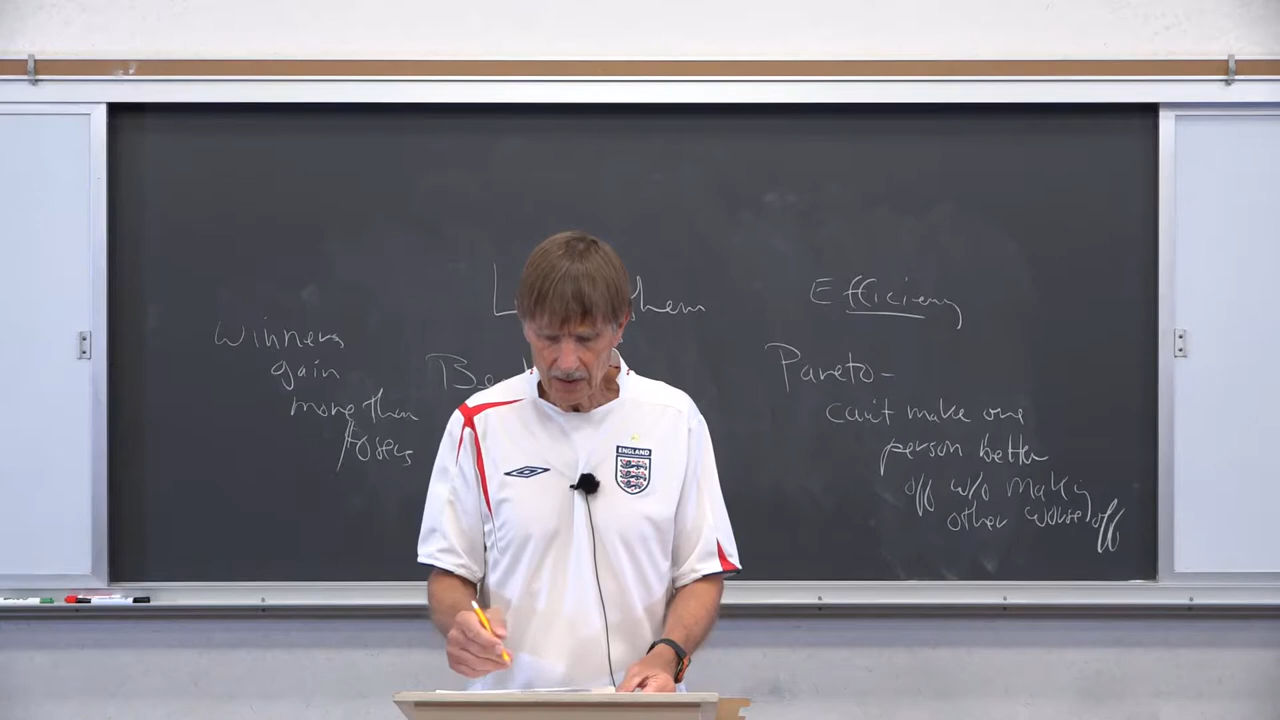 Winners
gain
more than
losers
Efficiency
Pareto-
can't make one
person better
off w/o making
other worse off
ENGLAND